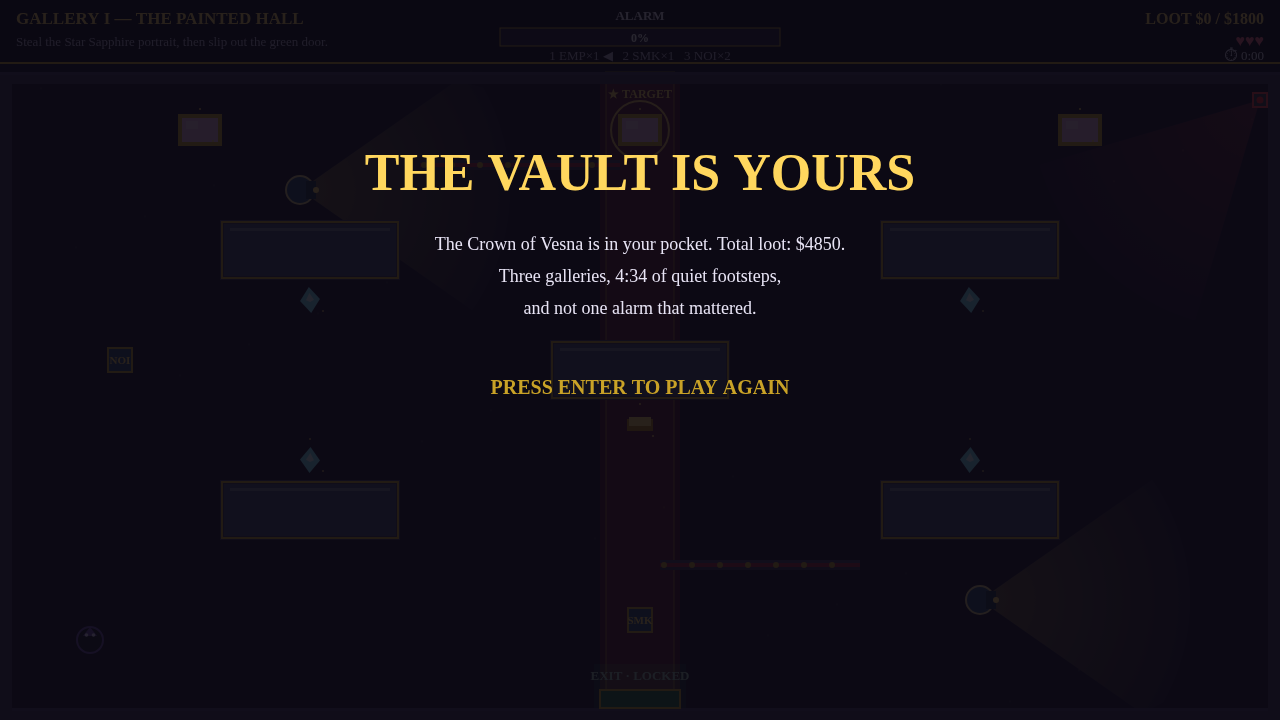 GALLERY I — THE PAINTED HALL
Steal the Star Sapphire portrait, then slip out the green door.
ALARM
0%
1 EMP×1 ◀ 2 SMK×1 3 NOI×2
LOOT $0 / $1800
♥♥♥
⏱ 0:00
★ TARGET
THE VAULT IS YOURS
The Crown of Vesna is in your pocket. Total loot: $4850.
Three galleries, 4:34 of quiet footsteps,
and not one alarm that mattered.
NOI
PRESS ENTER TO PLAY AGAIN
SMK
EXIT · LOCKED